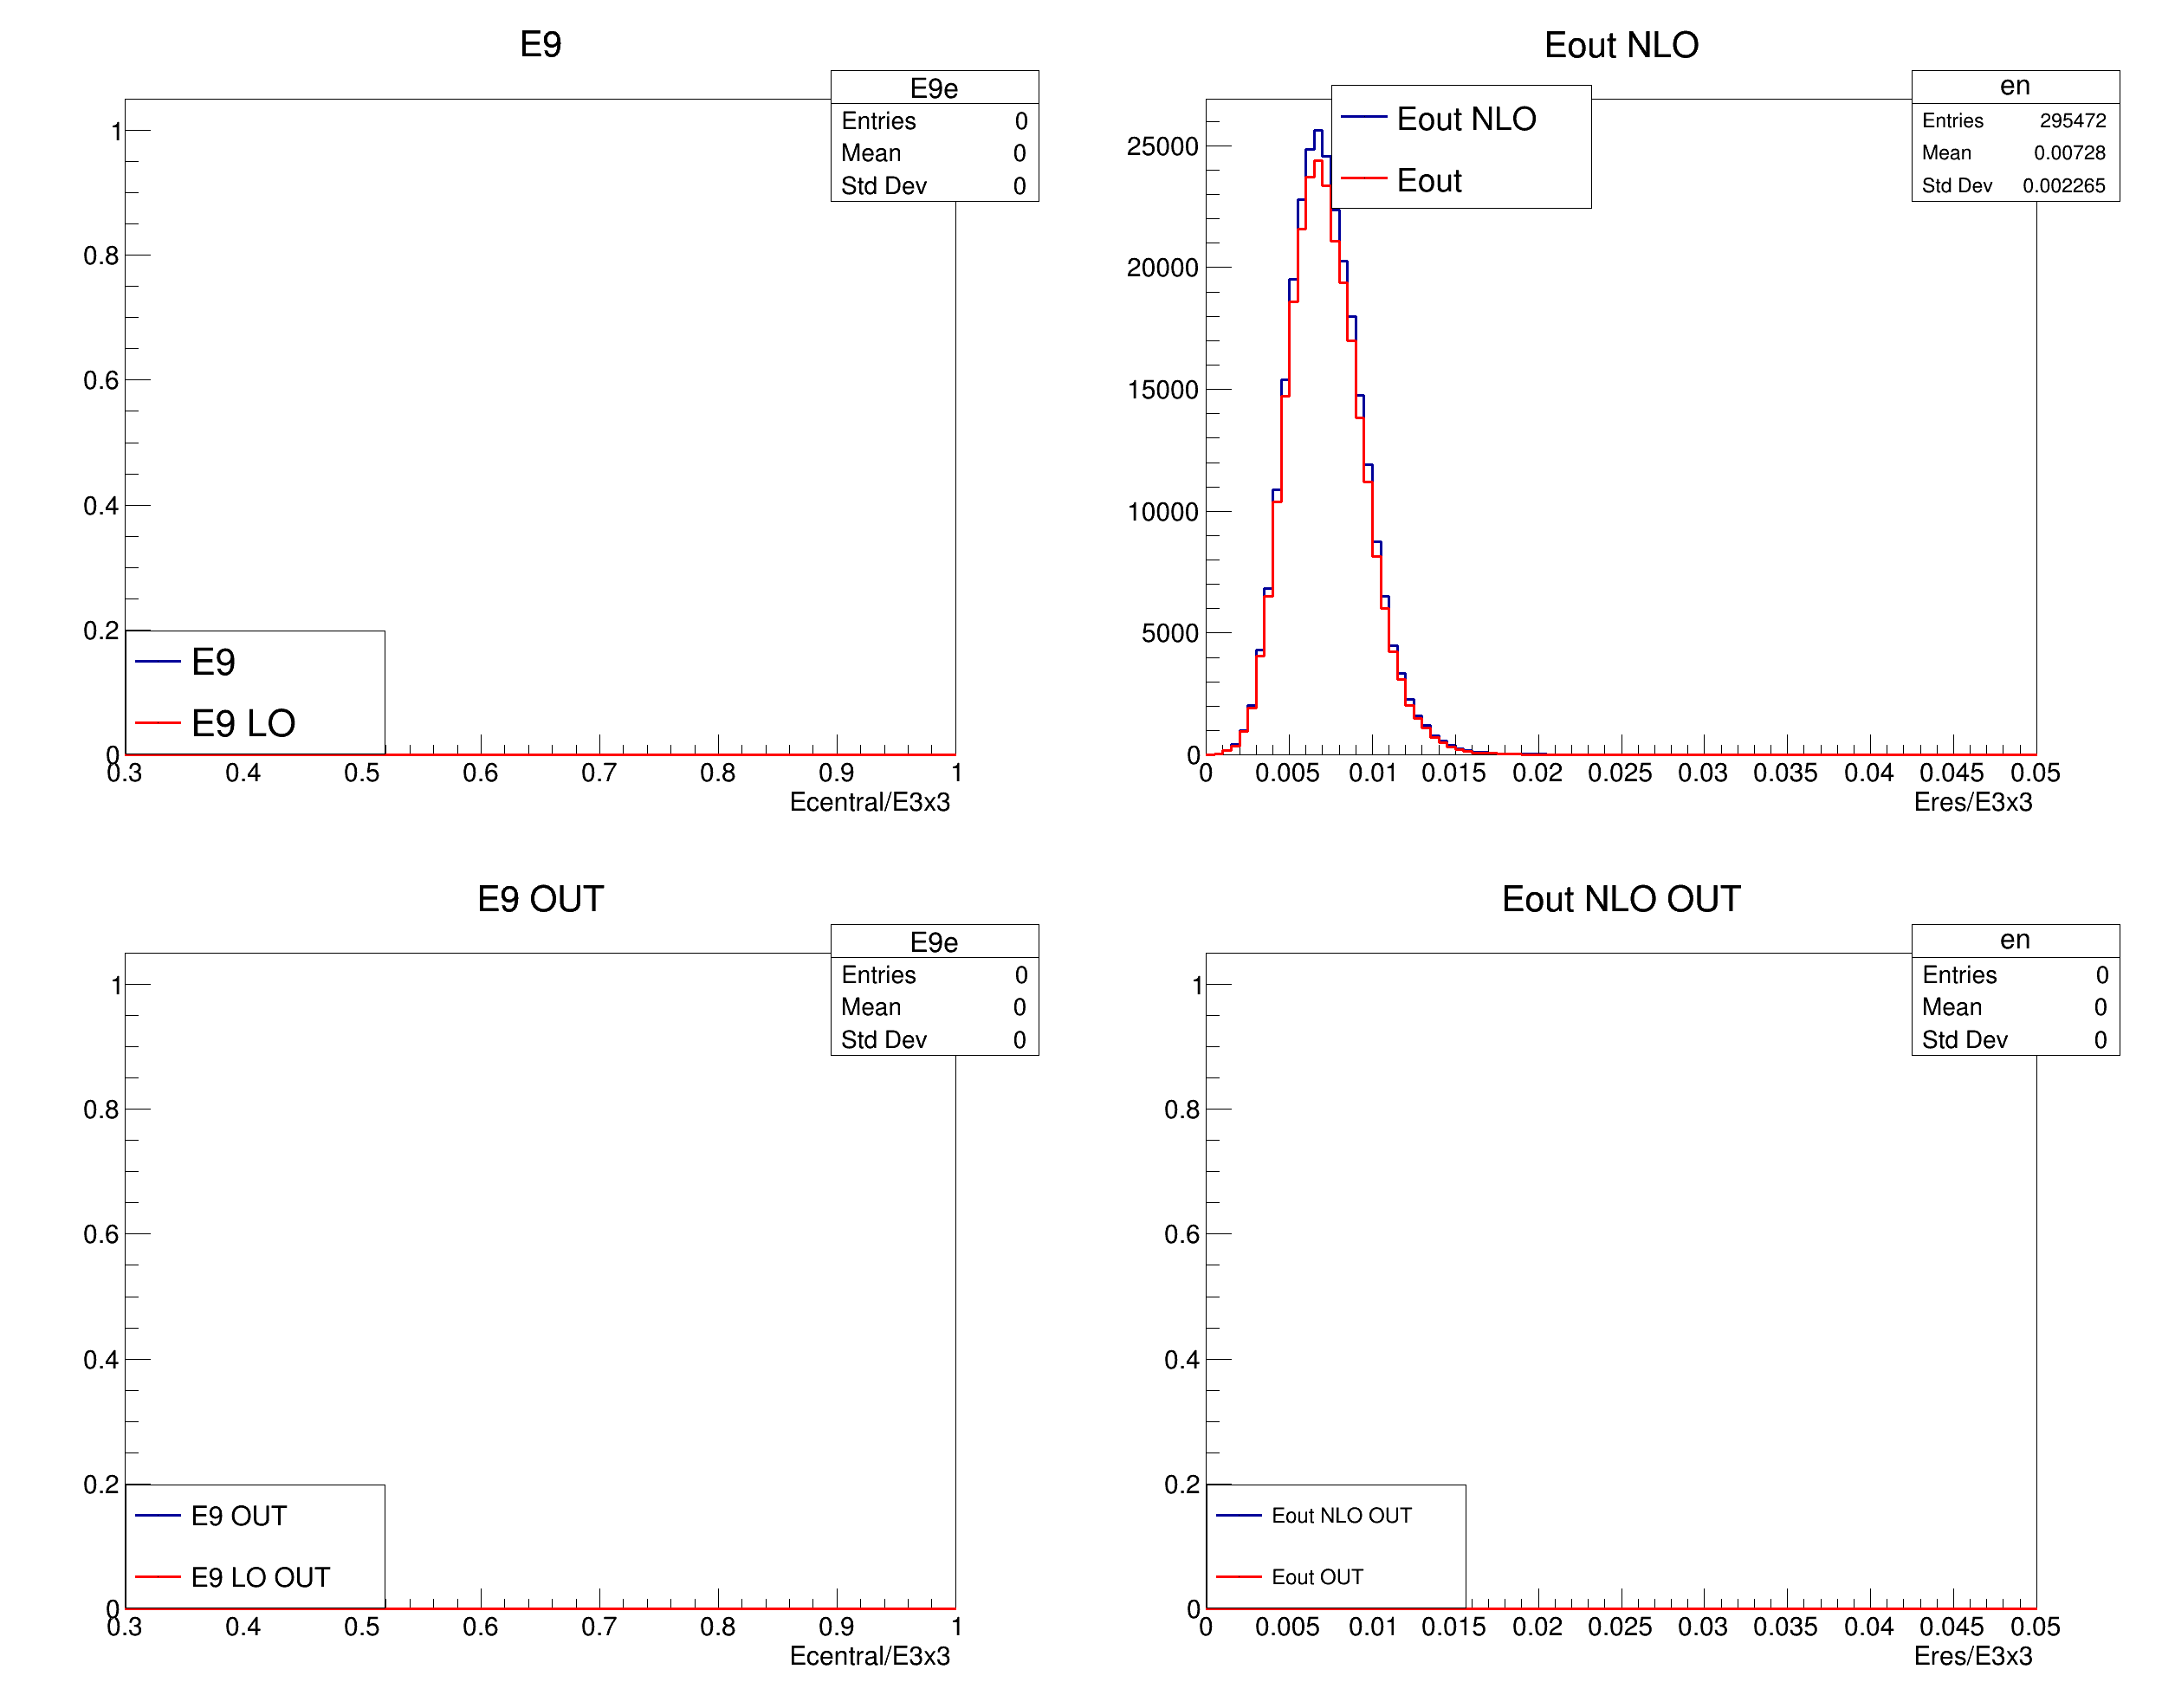 E9
E9e
Entries 0
Mean 0
Std Dev 0
1
0.8
0.6
0.4
0.2
0
E9
E9 LO
0.3 0.4 0.5 0.6 0.7 0.8 0.9 1
Ecentral/E3x3
Eout NLO
en
Entries 295472
Mean 0.00728
Std Dev 0.002265
Eout NLO
Eout
25000
20000
15000
10000
5000
0
0 0.005 0.01 0.015 0.02 0.025 0.03 0.035 0.04 0.045 0.05
Eres/E3x3
E9 OUT
E9e
Entries 0
Mean 0
Std Dev 0
1
0.8
0.6
0.4
0.2
0
E9 OUT
E9 LO OUT
0.3 0.4 0.5 0.6 0.7 0.8 0.9 1
Ecentral/E3x3
Eout NLO OUT
en
Entries 0
Mean 0
Std Dev 0
1
0.8
0.6
0.4
0.2
0
Eout NLO OUT
Eout OUT
0 0.005 0.01 0.015 0.02 0.025 0.03 0.035 0.04 0.045 0.05
Eres/E3x3